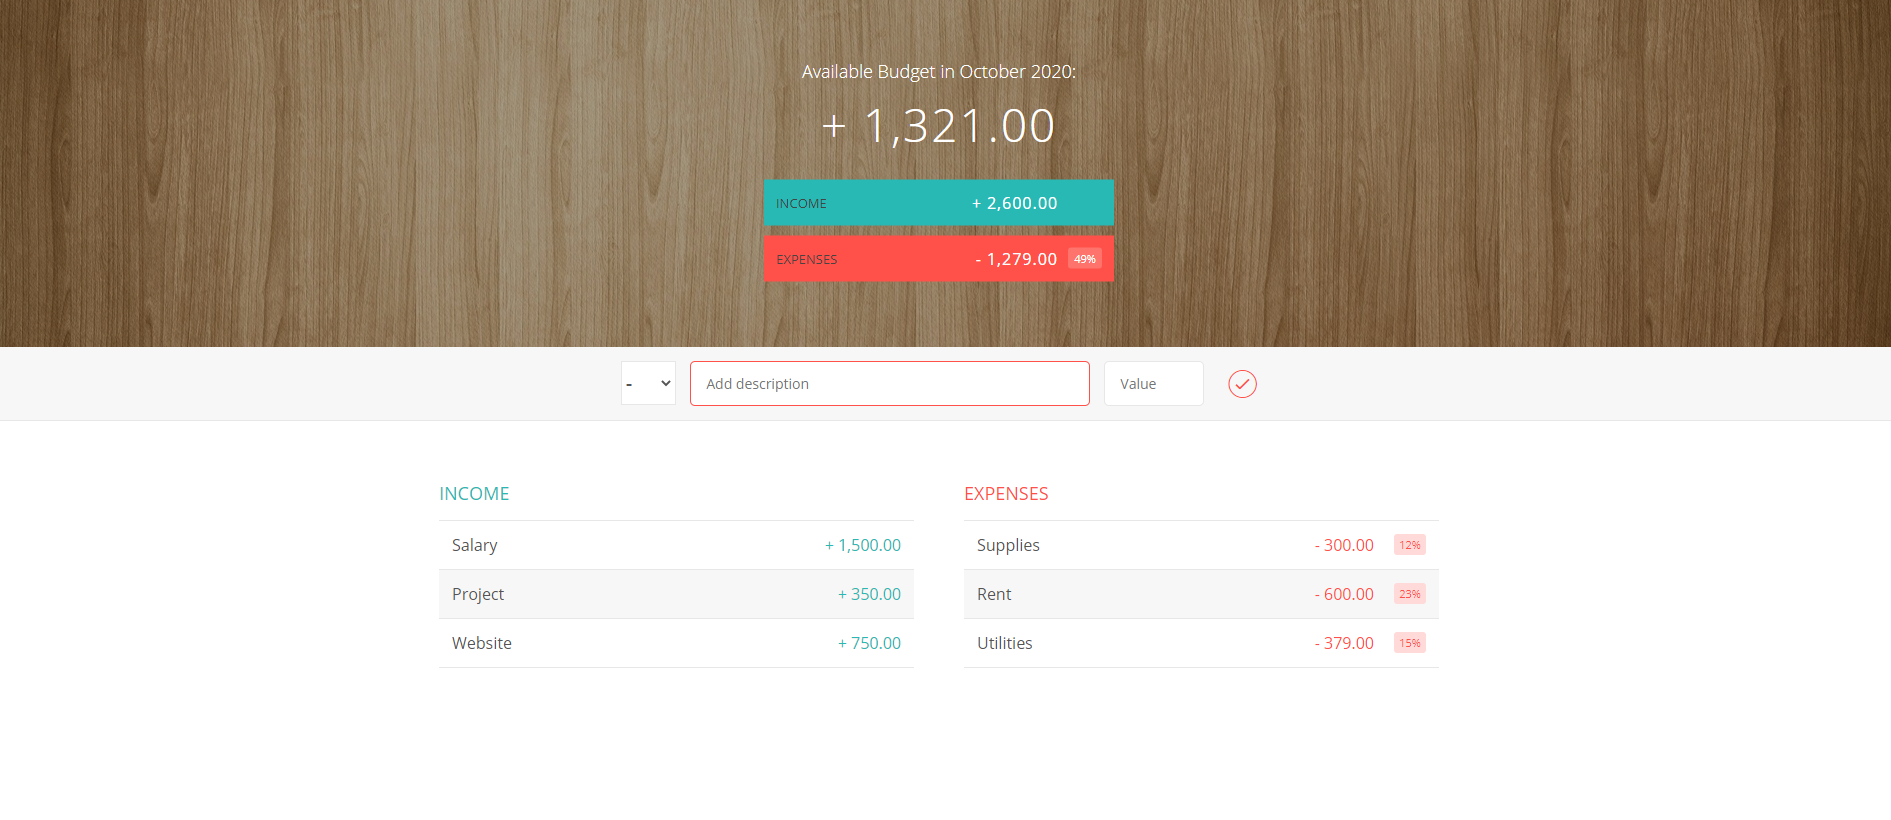 Available Budget in October 2020:
+ 1,321.00
INCOME + 2,600.00
EXPENSES - 1,279.00 49%
- Add description Value
INCOME
Salary + 1,500.00
Project + 350.00
Website + 750.00
EXPENSES
Supplies - 300.00 12%
Rent - 600.00 23%
Utilities - 379.00 15%